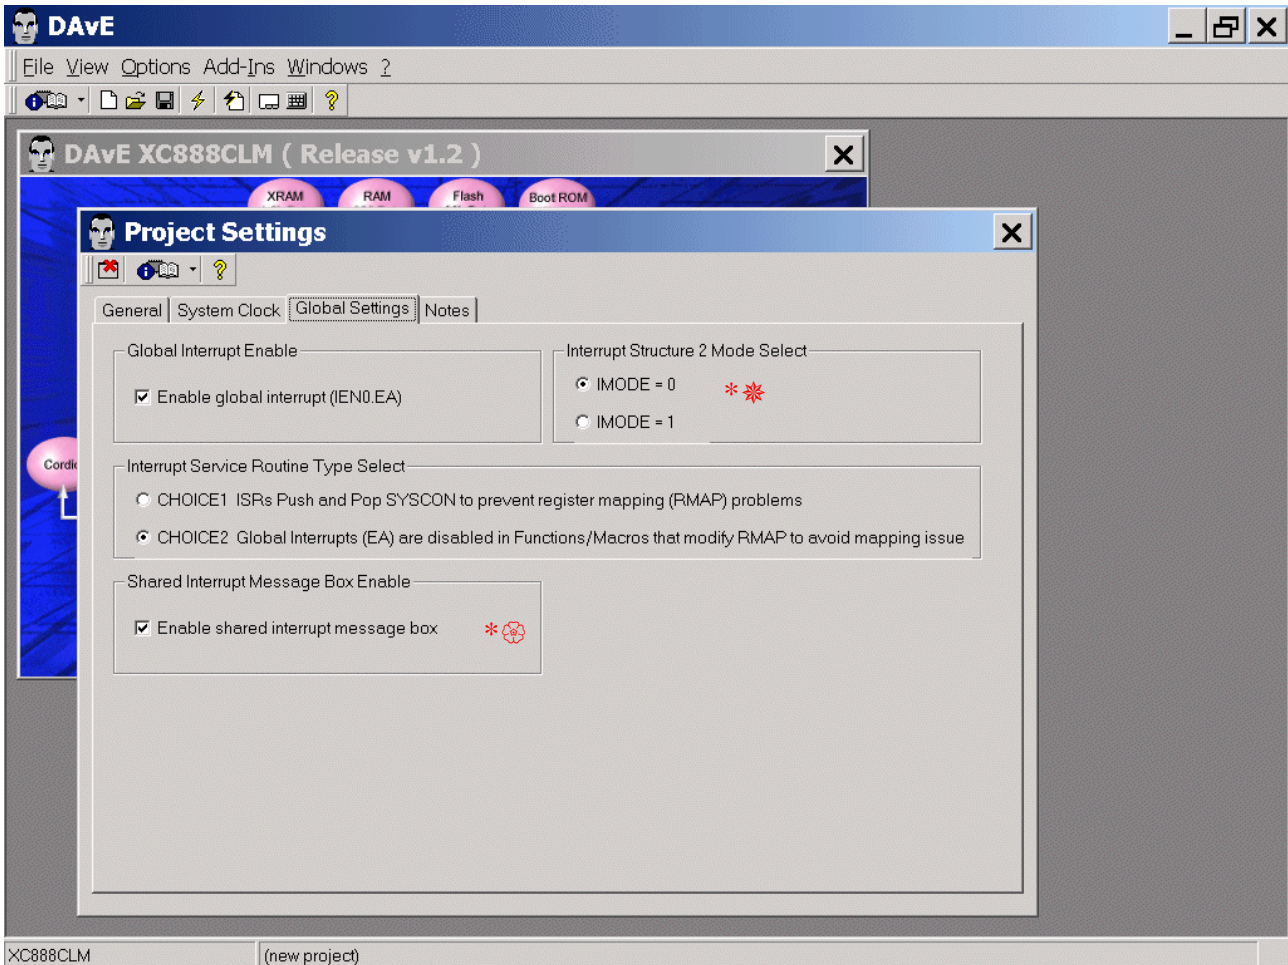 DAvE
File View Options Add-Ins Windows ?
DAvE XC888CLM ( Release v1.2 )
XRAM RAM Flash Boot ROM
Project Settings
General System Clock Global Settings Notes
Global Interrupt Enable
Enable global interrupt (IEN0.EA)
Interrupt Structure 2 Mode Select
IMODE = 0
IMODE = 1
Interrupt Service Routine Type Select
CHOICE1 ISRs Push and Pop SYSCON to prevent register mapping (RMAP) problems
CHOICE2 Global Interrupts (EA) are disabled in Functions/Macros that modify RMAP to avoid mapping issue
Shared Interrupt Message Box Enable
Enable shared interrupt message box
XC888CLM (new project)